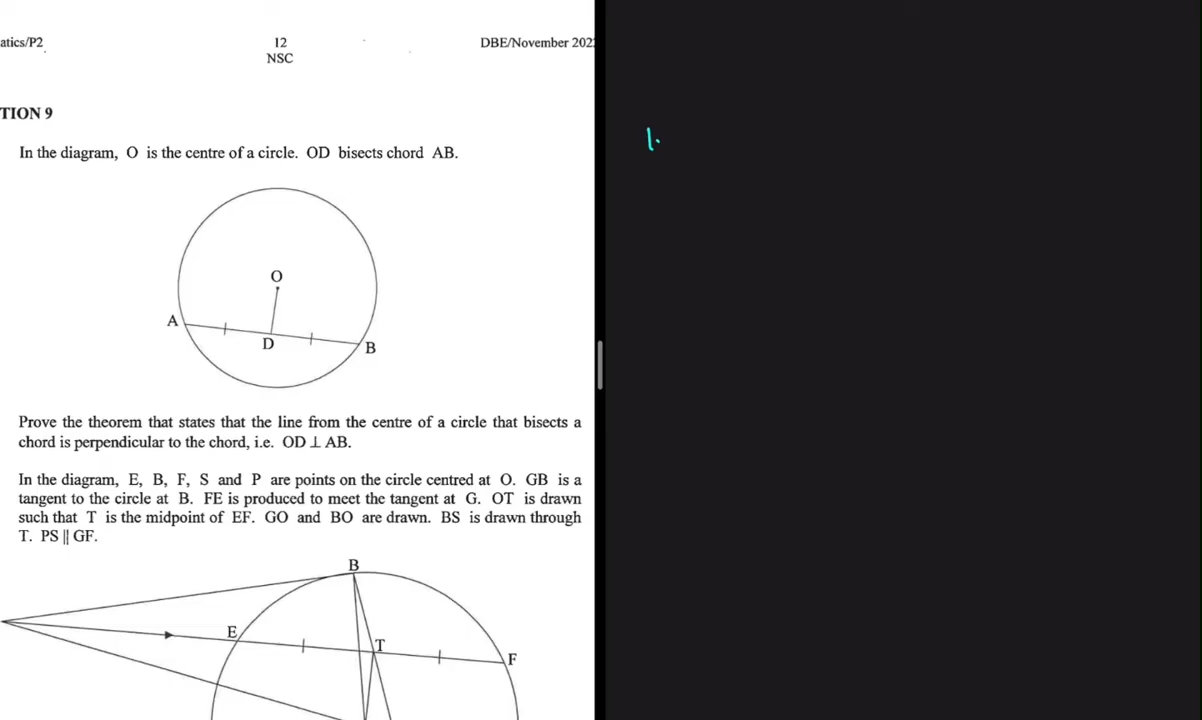 atics/P2
12
DBE/November 202
NSC
TION 9
In the diagram, O is the centre of a circle. OD bisects chord AB.
O
A
D
B
Prove the theorem that states that the line from the centre of a circle that bisects a
chord is perpendicular to the chord, i.e. OD ⊥ AB.
In the diagram, E, B, F, S and P are points on the circle centred at O. GB is a
tangent to the circle at B. FE is produced to meet the tangent at G. OT is drawn
such that T is the midpoint of EF. GO and BO are drawn. BS is drawn through
T. PS || GF.
B
E
T
F
1.